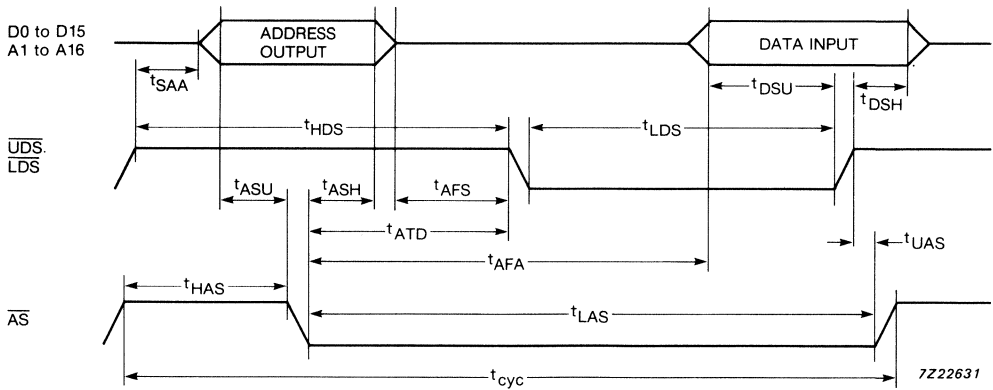 D0 to D15
A1 to A16
ADDRESS
OUTPUT
DATA INPUT
tSAA
tDSU
tDSH
tHDS
tLDS
UDS.
LDS
tASU
tASH
tAFS
tATD
tUAS
tAFA
tHAS
tLAS
AS
tcyc
7Z22631